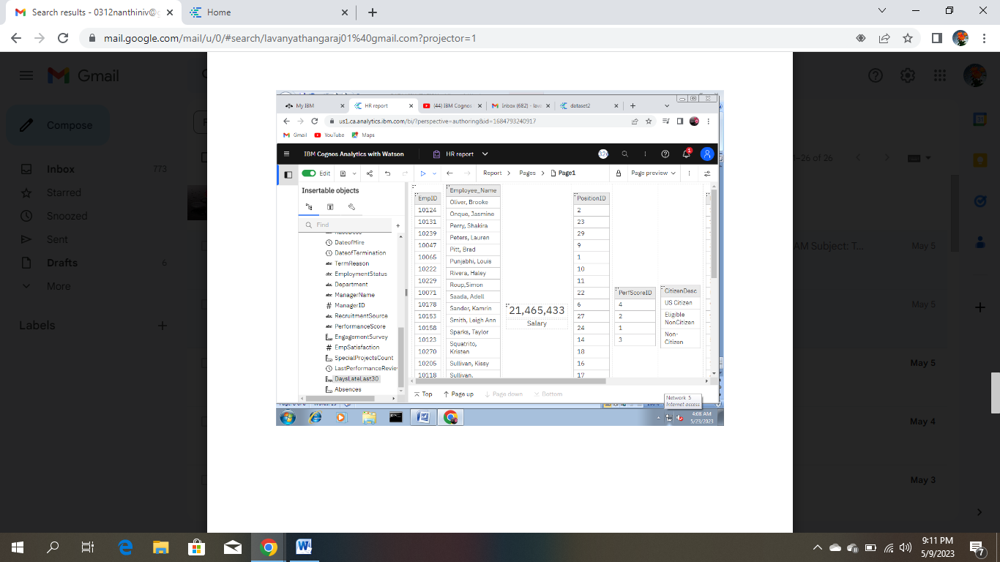 Search results - 0312nanthiniv@g
Home
mail.google.com/mail/u/0/#search/lavanyathangaraj01%40gmail.com?projector=1
Gmail
Compose
Inbox 773
Starred
Snoozed
Sent
Drafts 6
More
Labels
1–26 of 26
AM Subject: T... May 5
May 5
May 5
May 4
May 3
My IBM
HR report
(44) IBM Cognos
Inbox (682) - lava
dataset2
us1.ca.analytics.ibm.com/bi/?perspective=authoring&id=1684793240917
Gmail YouTube Maps
IBM Cognos Analytics with Watson
HR report
1
Edit
Report Pages Page1
Page preview
Insertable objects
Find
DateofHire
DateofTermination
abc TermReason
abc EmploymentStatus
abc Department
abc ManagerName
# ManagerID
abc RecruitmentSource
abc PerformanceScore
EngagementSurvey
# EmpSatisfaction
SpecialProjectsCount
LastPerformanceRevie
DaysLateLast30
Absences
EmpID
10124
10131
10239
10047
10065
10222
10229
10071
10178
10153
10158
10123
10270
10205
10118
Employee_Name
Oliver, Brooke
Onque, Jasmine
Perry, Shakira
Peters, Lauren
Pitt, Brad
Punjabhi, Louis
Rivera, Haley
Roup,Simon
Saada, Adell
Sander, Kamrin
Smith, Leigh Ann
Sparks, Taylor
Squatrito,
Kristen
Sullivan, Kissy
Sullivan,
21,465,433
Salary
PositionID
2
23
29
9
1
10
11
22
6
27
24
14
18
16
17
PerfScoreID
4
2
1
3
CitizenDesc
US Citizen
Eligible
NonCitizen
Non-
Citizen
Top Page up Page down Bottom
Network 5
Internet access
4:08 AM
5/23/2023
9:11 PM
5/9/2023
7